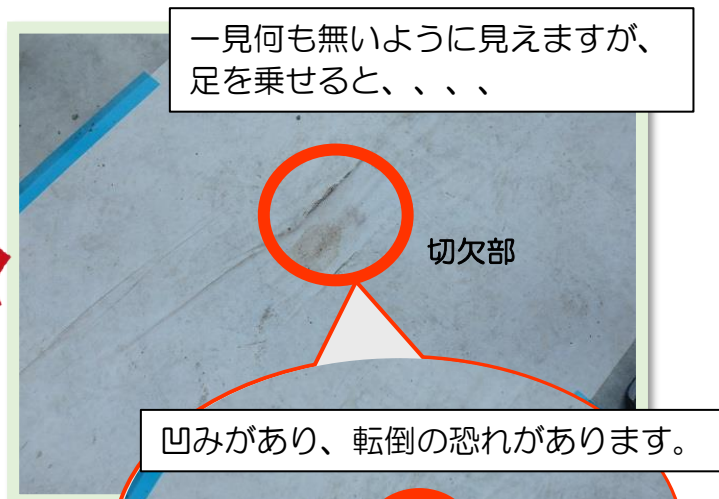 一見何も無いように見えますが、
足を乗せると、、、、
切欠部
凹みがあり、転倒の恐れがあります。